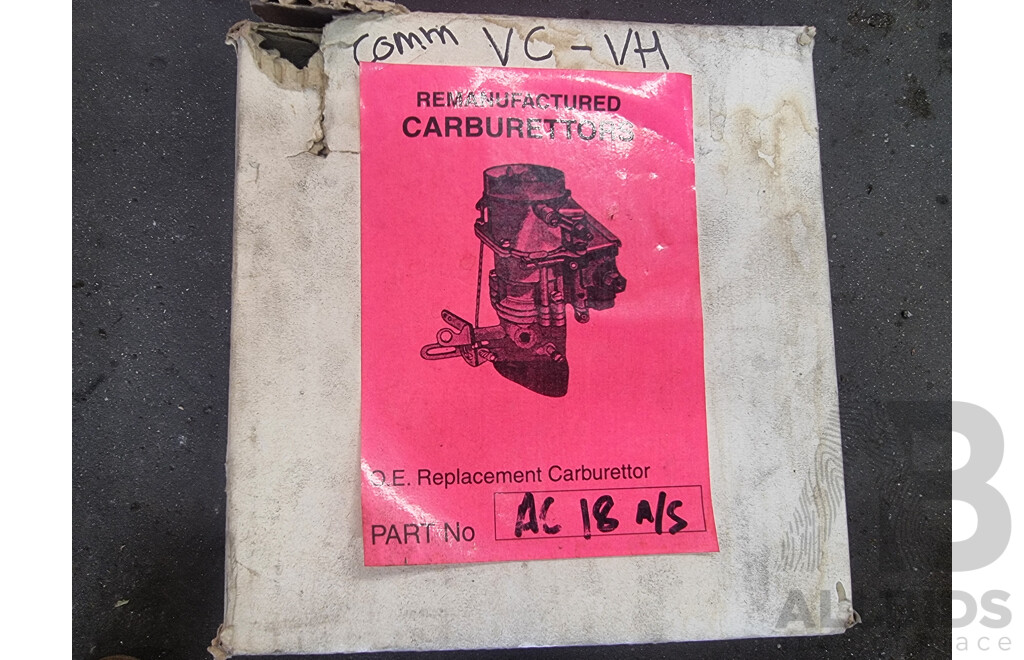 comm VC - VH
REMANUFACTURED
CARBURETTORS
O.E. Replacement Carburettor
PART No AC 18 N/S